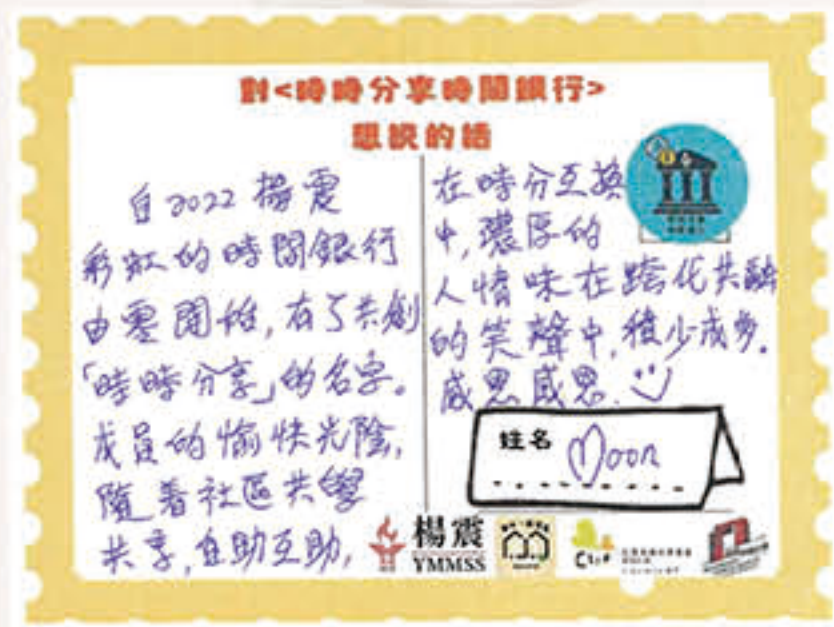 對<時時分享時間銀行>
想說的話
自2022 楊震
彩虹的時間銀行
由零開始,有了共創
「時時分享」的名字。
成員的愉快光陰,
隨着社區共學
共享,自助互助,
在時分互換
中,濃厚的
人情味在跨代共融
的笑聲中,積少成多.
感恩感恩.
姓名 Moon
楊震
YMMSS